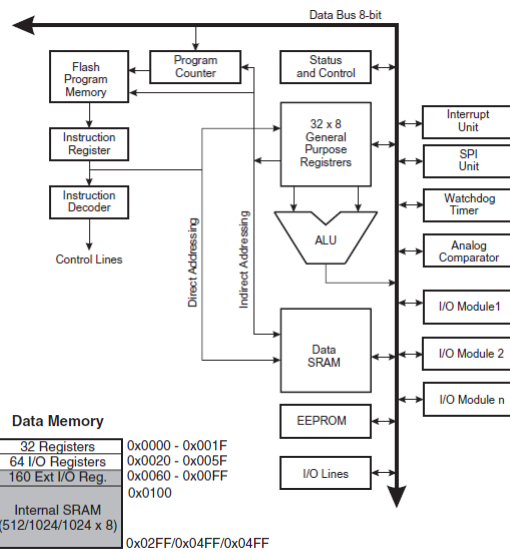 Data Bus 8-bit
Flash
Program
Memory
Program
Counter
Status
and Control
Instruction
Register
32 x 8
General
Purpose
Registrers
Interrupt
Unit
SPI
Unit
Instruction
Decoder
Watchdog
Timer
Control Lines
Direct Addressing
Indirect Addressing
ALU
Analog
Comparator
I/O Module1
Data
SRAM
I/O Module 2
I/O Module n
EEPROM
I/O Lines
Data Memory
32 Registers 0x0000 - 0x001F
64 I/O Registers 0x0020 - 0x005F
160 Ext I/O Reg. 0x0060 - 0x00FF
0x0100
Internal SRAM
(512/1024/1024 x 8)
0x02FF/0x04FF/0x04FF